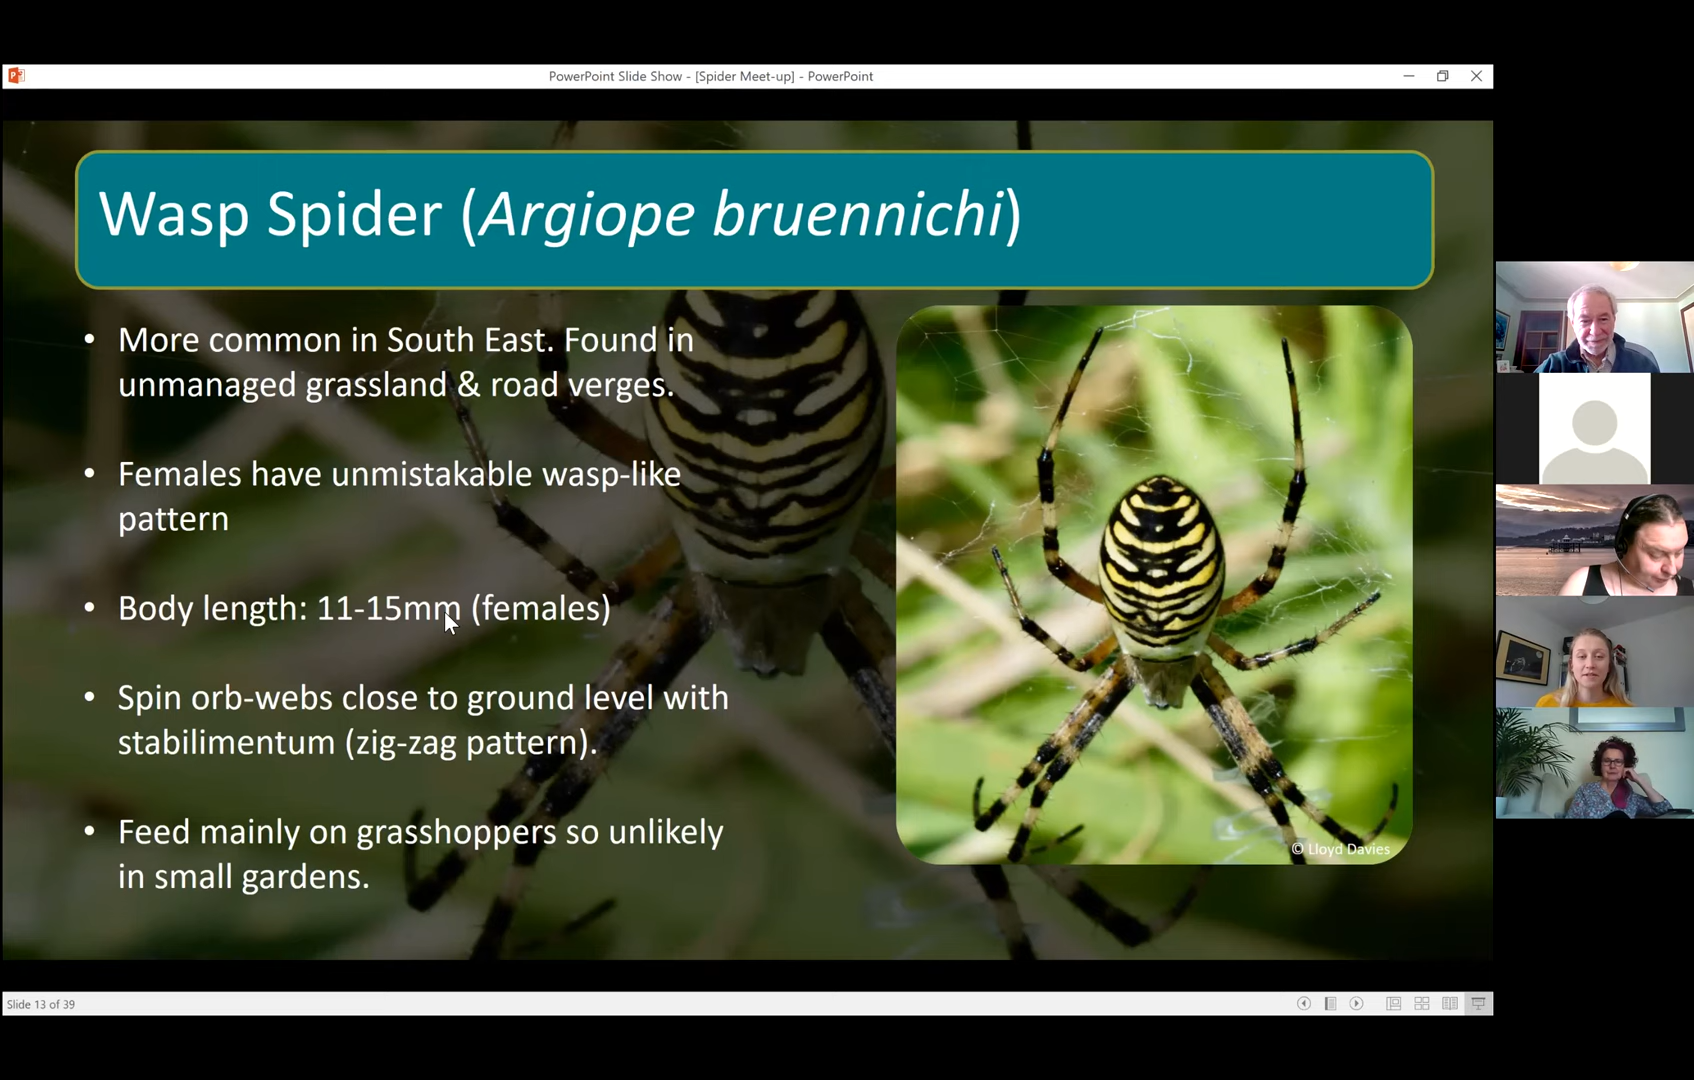 PowerPoint Slide Show - [Spider Meet-up] - PowerPoint
Wasp Spider (Argiope bruennichi)
• More common in South East. Found in
unmanaged grassland & road verges.
• Females have unmistakable wasp-like
pattern
• Body length: 11-15mm (females)
• Spin orb-webs close to ground level with
stabilimentum (zig-zag pattern).
• Feed mainly on grasshoppers so unlikely
in small gardens.
© Lloyd Davies
Slide 13 of 39